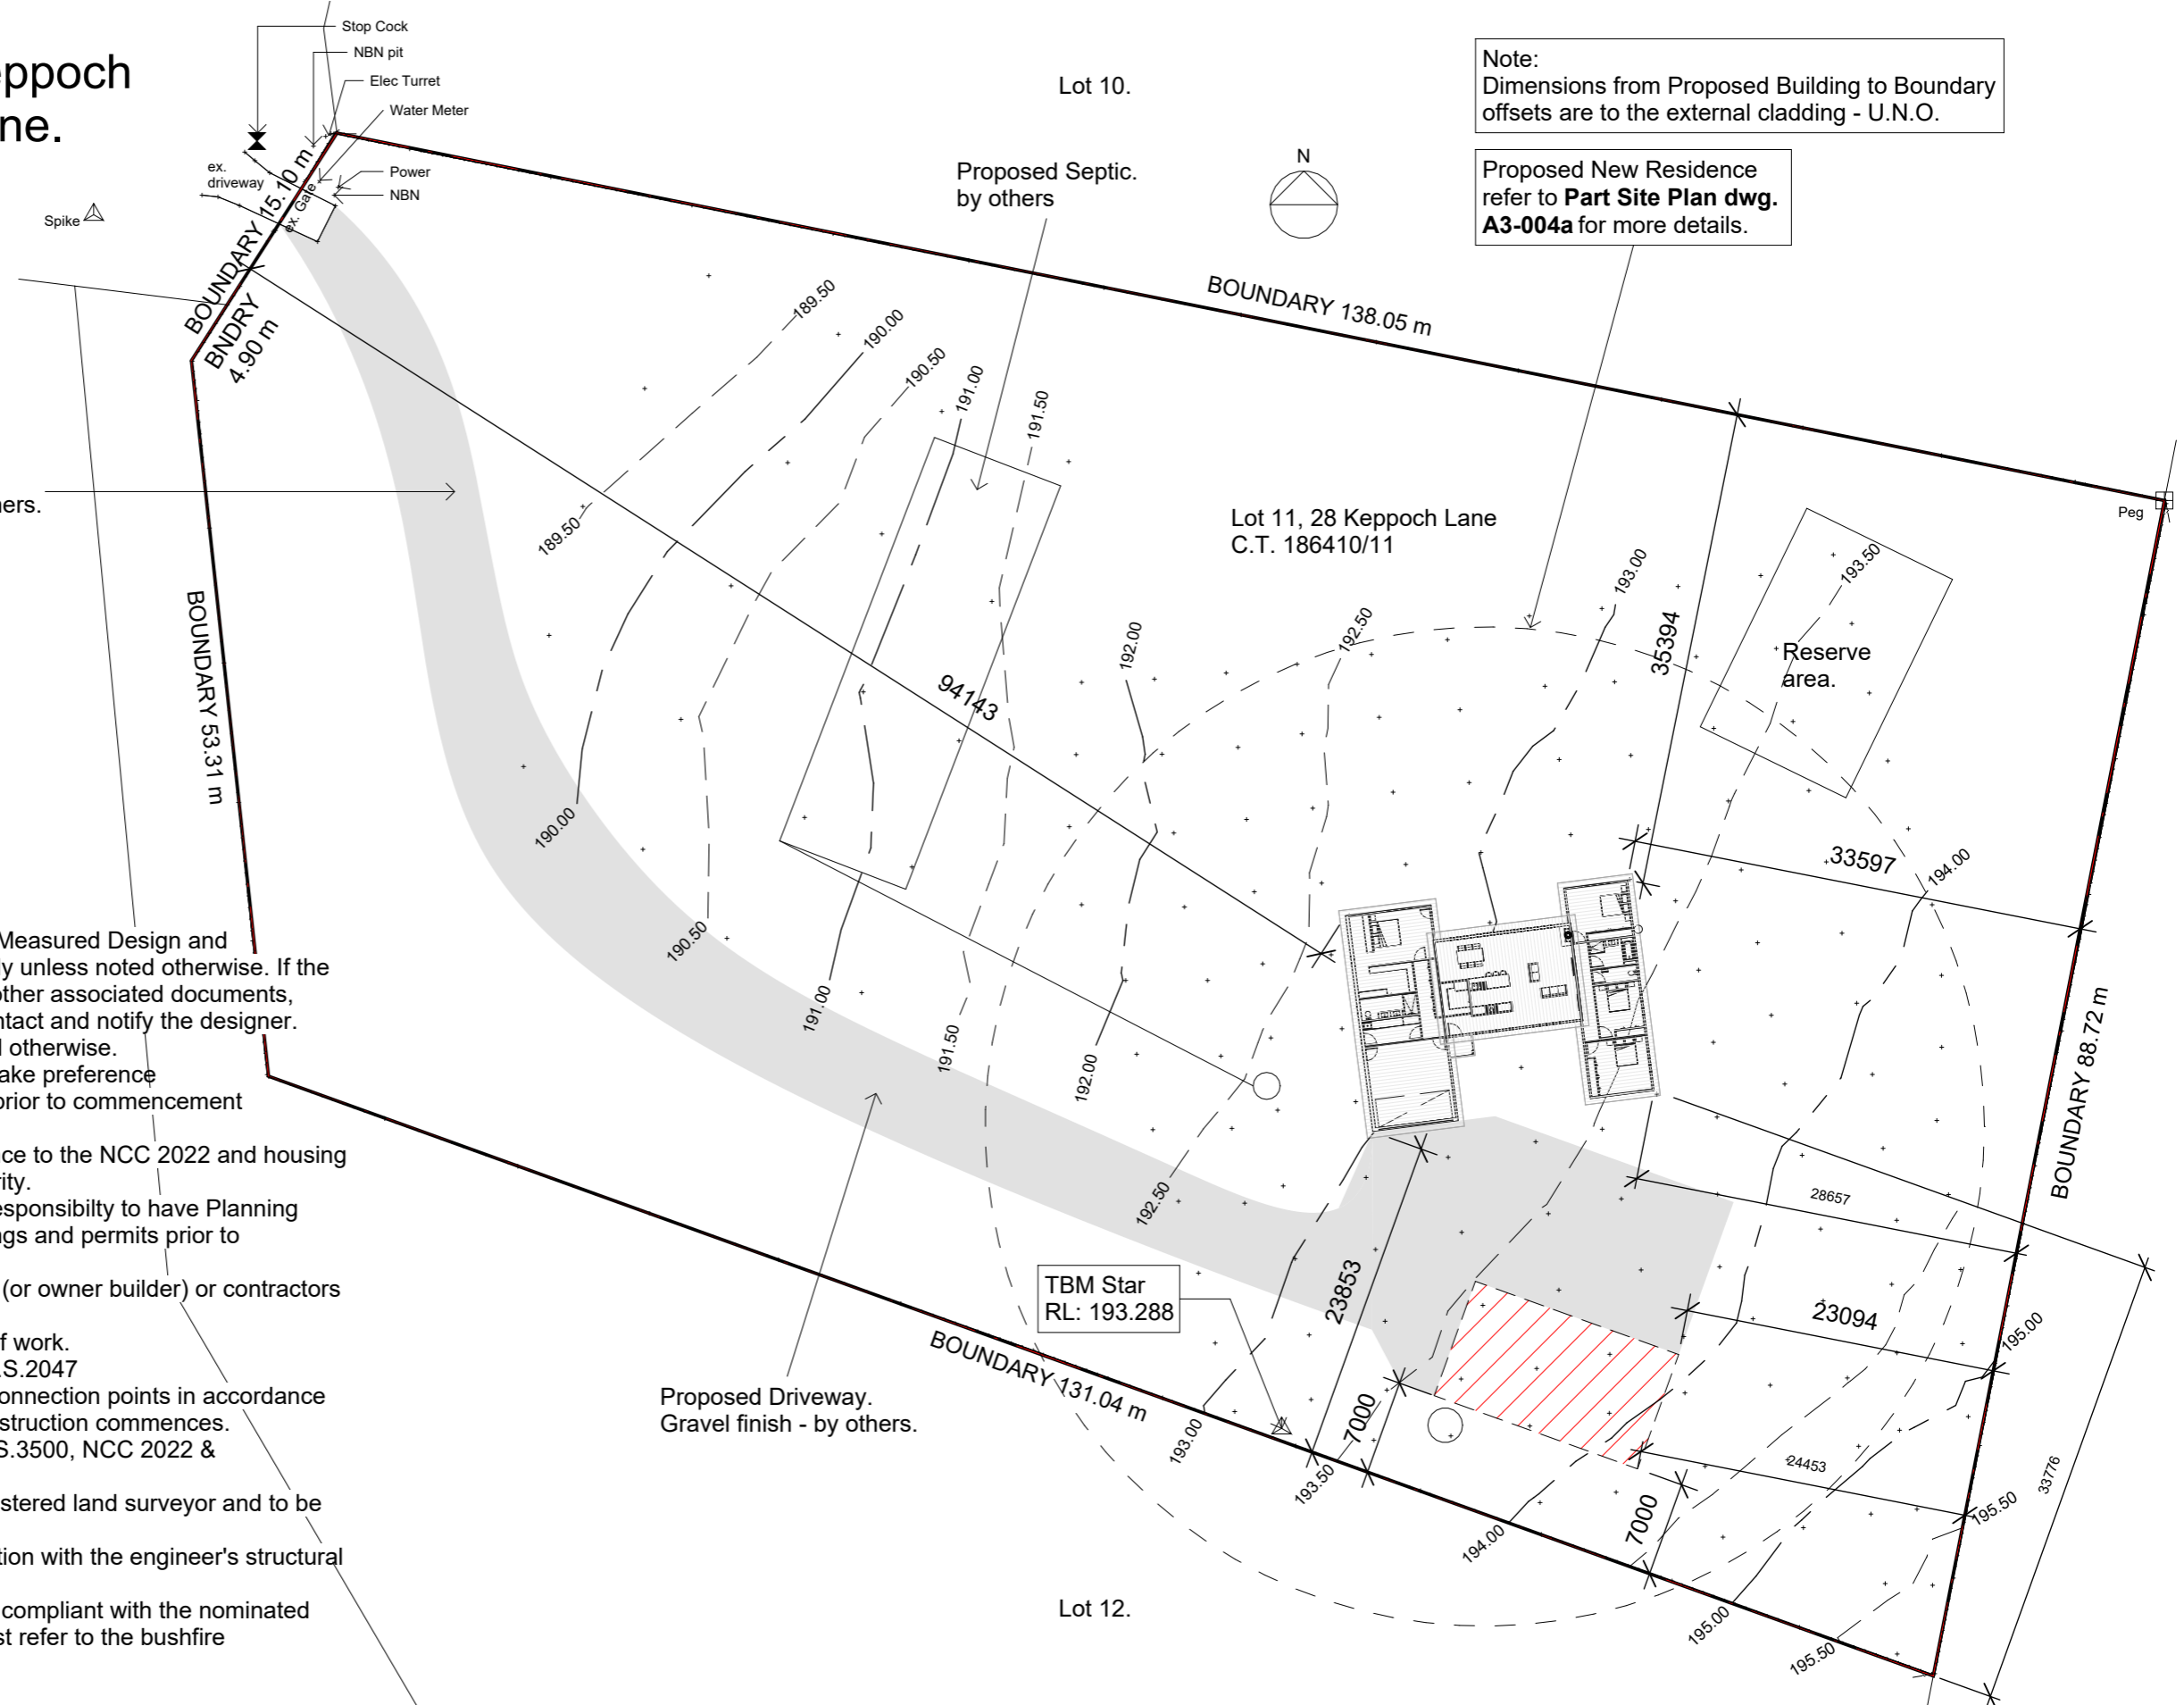 eppoch
ne.
Stop Cock
NBN pit
Elec Turret
Water Meter
ex.
driveway
ex. Gate
Power
NBN
Spike
BOUNDARY 15.10 m
BNDRY
4.90 m
Lot 10.
Note:
Dimensions from Proposed Building to Boundary
offsets are to the external cladding - U.N.O.
Proposed New Residence
refer to Part Site Plan dwg.
A3-004a for more details.
Proposed Septic.
by others
N
BOUNDARY 138.05 m
189.50
190.00
190.50
191.00
191.50
189.50
ners.
Lot 11, 28 Keppoch Lane
C.T. 186410/11
Peg
193.50
193.00
192.50
192.00
35394
Reserve
area.
BOUNDARY 53.31 m
94143
190.00
33597
194.00
190.50
191.00
191.50
192.00
192.50
BOUNDARY 88.72 m
Measured Design and
ly unless noted otherwise. If the
other associated documents,
ntact and notify the designer.
d otherwise.
ake preference
prior to commencement
nce to the NCC 2022 and housing
rity.
esponsibilty to have Planning
ngs and permits prior to
(or owner builder) or contractors
of work.
.S.2047
onnection points in accordance
struction commences.
S.3500, NCC 2022 &
stered land surveyor and to be
tion with the engineer's structural
compliant with the nominated
st refer to the bushfire
28657
TBM Star
RL: 193.288
23853
23094
195.00
BOUNDARY 131.04 m
Proposed Driveway.
Gravel finish - by others.
7000
193.00
193.50
24453
33776
195.50
7000
194.00
195.00
195.50
Lot 12.